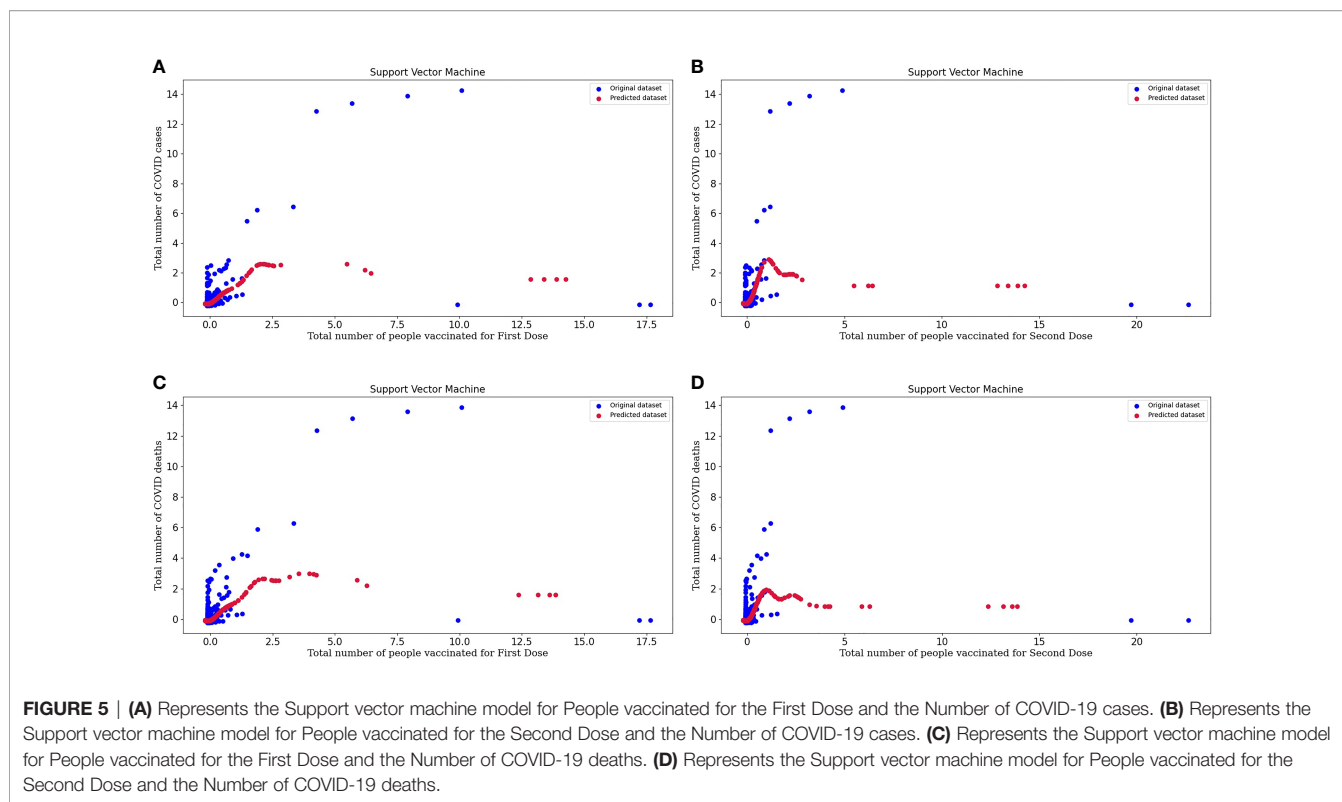 A
Support Vector Machine
Original dataset
Predicted dataset
Total number of COVID cases
14
12
10
8
6
4
2
0
0.0 2.5 5.0 7.5 10.0 12.5 15.0 17.5
Total number of people vaccinated for First Dose
B
Support Vector Machine
Original dataset
Predicted dataset
Total number of COVID cases
14
12
10
8
6
4
2
0
0 5 10 15 20
Total number of people vaccinated for Second Dose
C
Support Vector Machine
Original dataset
Predicted dataset
Total number of COVID deaths
14
12
10
8
6
4
2
0
0.0 2.5 5.0 7.5 10.0 12.5 15.0 17.5
Total number of people vaccinated for First Dose
D
Support Vector Machine
Original dataset
Predicted dataset
Total number of COVID deaths
14
12
10
8
6
4
2
0
0 5 10 15 20
Total number of people vaccinated for Second Dose
FIGURE 5 | (A) Represents the Support vector machine model for People vaccinated for the First Dose and the Number of COVID-19 cases. (B) Represents the
Support vector machine model for People vaccinated for the Second Dose and the Number of COVID-19 cases. (C) Represents the Support vector machine model
for People vaccinated for the First Dose and the Number of COVID-19 deaths. (D) Represents the Support vector machine model for People vaccinated for the
Second Dose and the Number of COVID-19 deaths.